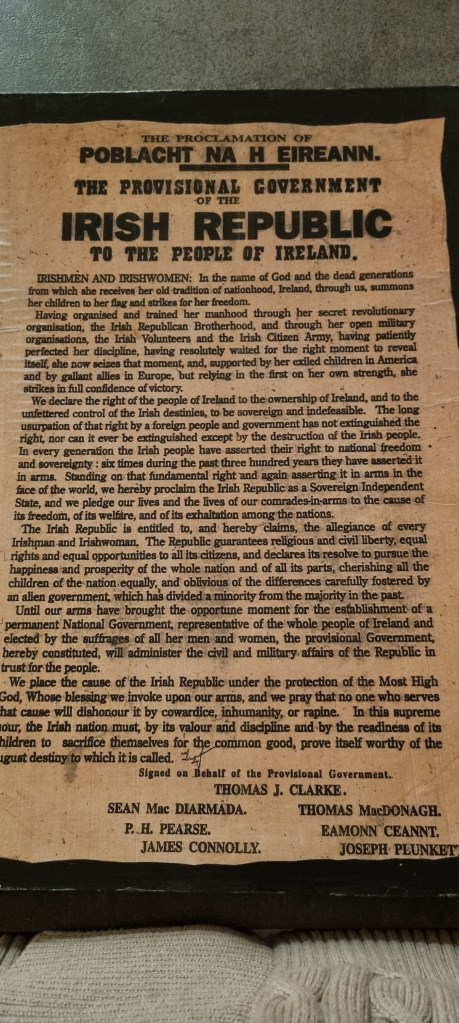 THE PROCLAMATION OF
POBLACHT NA H EIREANN.
THE PROVISIONAL GOVERNMENT
OF THE
IRISH REPUBLIC
TO THE PEOPLE OF IRELAND.
IRISHMEN AND IRISHWOMEN: In the name of God and the dead generations
from which she receives her old tradition of nationhood, Ireland, through us, summons
her children to her flag and strikes for her freedom.
Having organised and trained her manhood through her secret revolutionary
organisation, the Irish Republican Brotherhood, and through her open military
organisations, the Irish Volunteers and the Irish Citizen Army, having patiently
perfected her discipline, having resolutely waited for the right moment to reveal
itself, she now seizes that moment, and, supported by her exiled children in America
and by gallant allies in Europe, but relying in the first on her own strength, she
strikes in full confidence of victory.
We declare the right of the people of Ireland to the ownership of Ireland, and to the
unfettered control of the Irish destinies, to be sovereign and indefeasible. The long
usurpation of that right by a foreign people and government has not extinguished the
right, nor can it ever be extinguished except by the destruction of the Irish people.
In every generation the Irish people have asserted their right to national freedom
and sovereignty : six times during the past three hundred years they have asserted it
in arms. Standing on that fundamental right and again asserting it in arms in the
face of the world, we hereby proclaim the Irish Republic as a Sovereign Independent
State, and we pledge our lives and the lives of our comrades-in-arms to the cause of
its freedom, of its welfare, and of its exhaltation among the nations.
The Irish Republic is entitled to, and hereby claims, the allegiance of every
Irishman and Irishwoman. The Republic guarantees religious and civil liberty, equal
rights and equal opportunities to all its citizens, and declares its resolve to pursue the
happiness and prosperity of the whole nation and of all its parts, cherishing all the
children of the nation equally, and oblivious of the differences carefully fostered by
an alien government, which has divided a minority from the majority in the past.
Until our arms have brought the opportune moment for the establishment of a
permanent National Government, representative of the whole people of Ireland and
elected by the suffrages of all her men and women, the provisional Government,
hereby constituted, will administer the civil and military affairs of the Republic in
trust for the people.
We place the cause of the Irish Republic under the protection of the Most High
God, Whose blessing we invoke upon our arms, and we pray that no one who serves
that cause will dishonour it by cowardice, inhumanity, or rapine. In this supreme
our, the Irish nation must, by its valour and discipline and by the readiness of its
hildren to sacrifice themselves for the common good, prove itself worthy of the
ugust destiny to which it is called.
Signed on Behalf of the Provisional Government.
THOMAS J. CLARKE.
SEAN Mac DIARMADA. THOMAS MacDONAGH.
P. H. PEARSE. EAMONN CEANNT.
JAMES CONNOLLY. JOSEPH PLUNKET